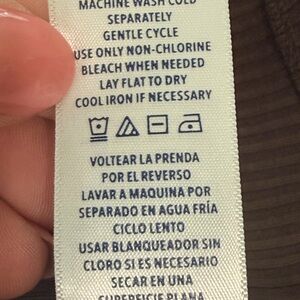 MACHINE WASH COLD
SEPARATELY
GENTLE CYCLE
USE ONLY NON-CHLORINE
BLEACH WHEN NEEDED
LAY FLAT TO DRY
COOL IRON IF NECESSARY
VOLTEAR LA PRENDA
POR EL REVERSO
LAVAR A MAQUINA POR
SEPARADO EN AGUA FRÍA
CICLO LENTO
USAR BLANQUEADOR SIN
CLORO SI ES NECESARIO
SECAR EN UNA
SUPERFICIE PLANA